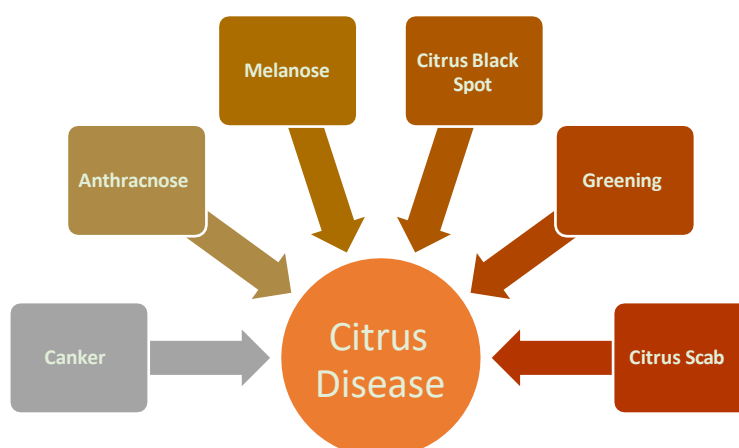 Melanose
Citrus Black
Spot
Anthracnose
Greening
Canker
Citrus
Disease
Citrus Scab